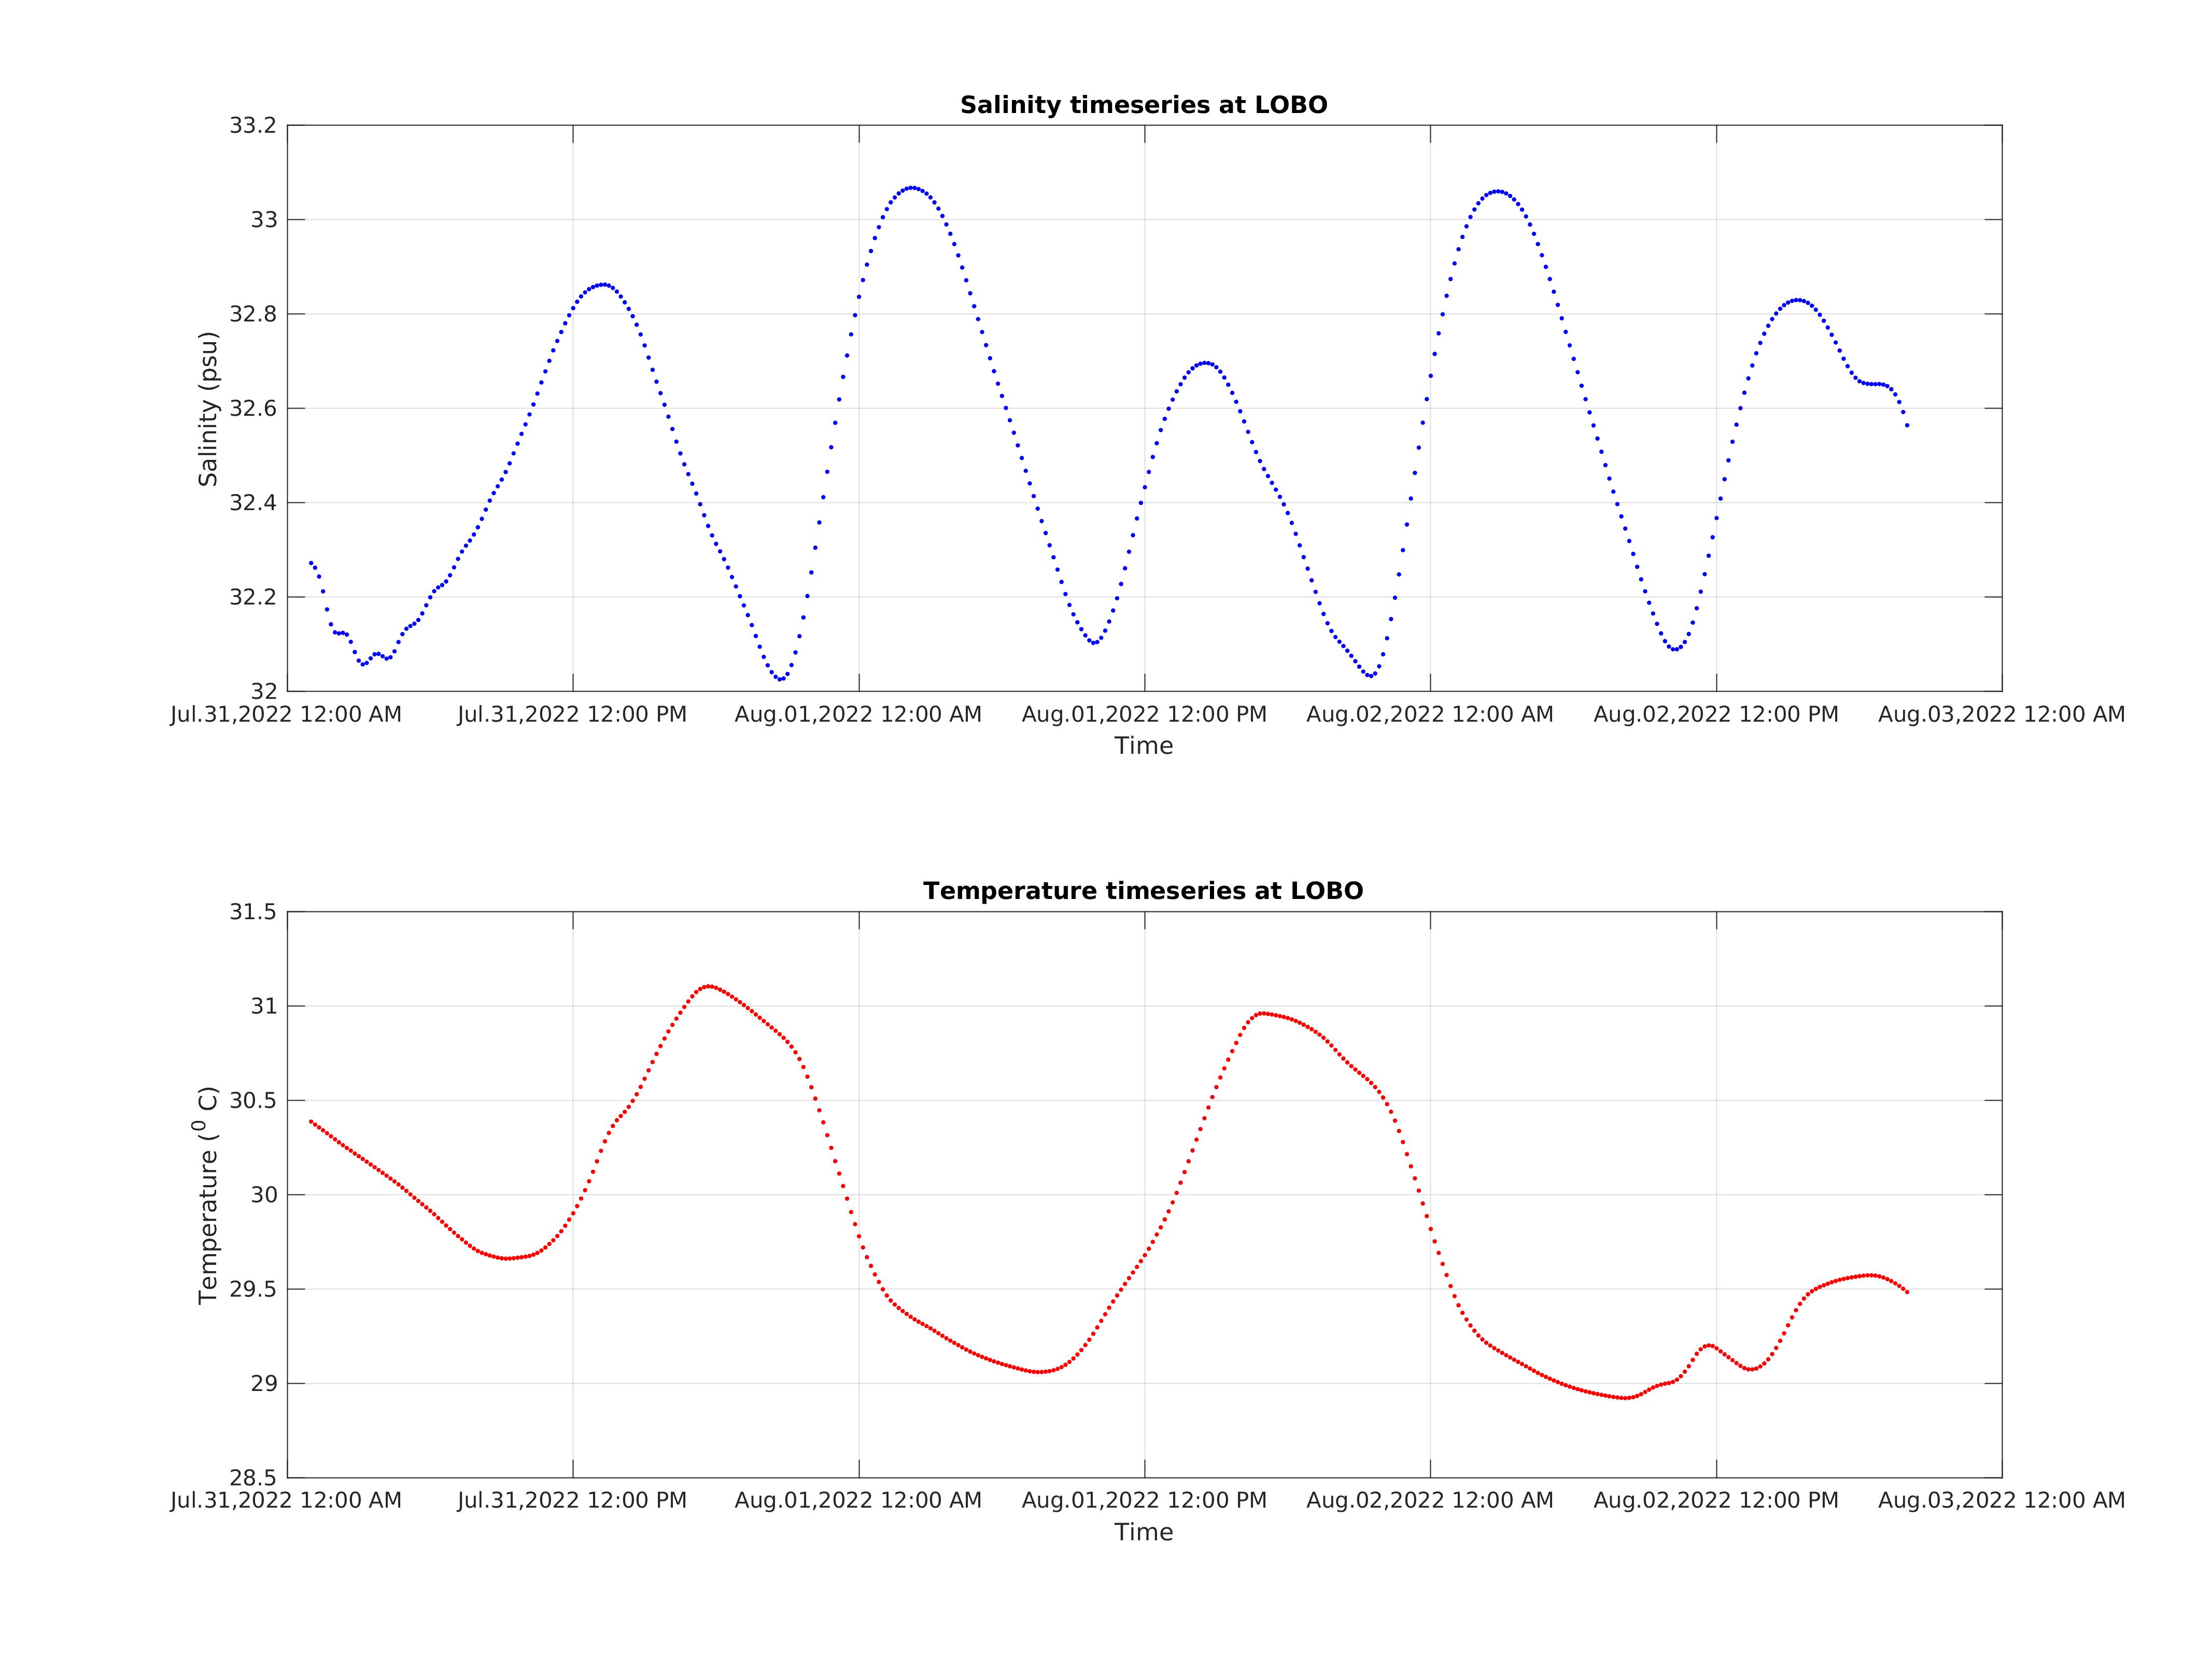 Salinity timeseries at LOBO
33.2
33
32.8
32.6
32.4
32.2
32
Salinity (psu)
Jul.31,2022 12:00 AM Jul.31,2022 12:00 PM Aug.01,2022 12:00 AM Aug.01,2022 12:00 PM Aug.02,2022 12:00 AM Aug.02,2022 12:00 PM Aug.03,2022 12:00 AM
Time
Temperature timeseries at LOBO
31.5
31
30.5
30
29.5
29
28.5
Temperature (⁰ C)
Jul.31,2022 12:00 AM Jul.31,2022 12:00 PM Aug.01,2022 12:00 AM Aug.01,2022 12:00 PM Aug.02,2022 12:00 AM Aug.02,2022 12:00 PM Aug.03,2022 12:00 AM
Time